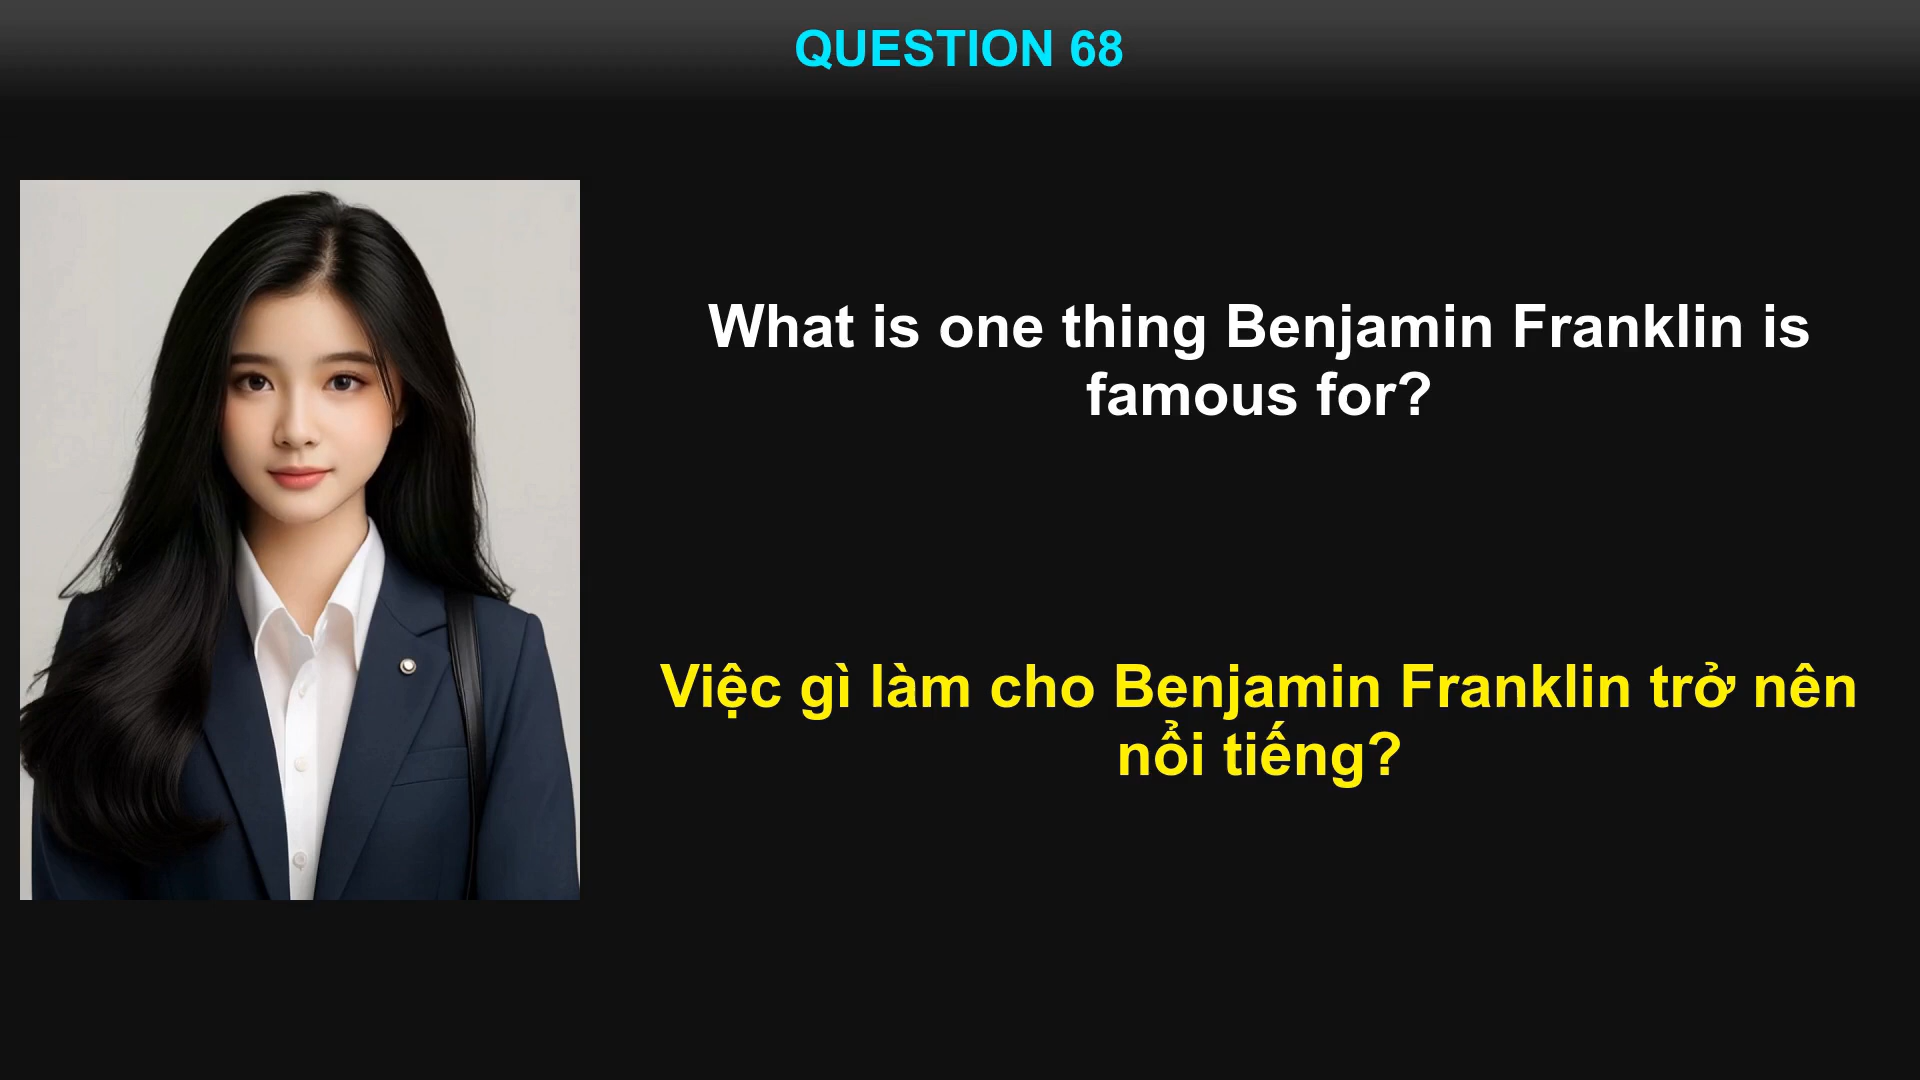 QUESTION 68
What is one thing Benjamin Franklin is
famous for?
Việc gì làm cho Benjamin Franklin trở nên
nổi tiếng?